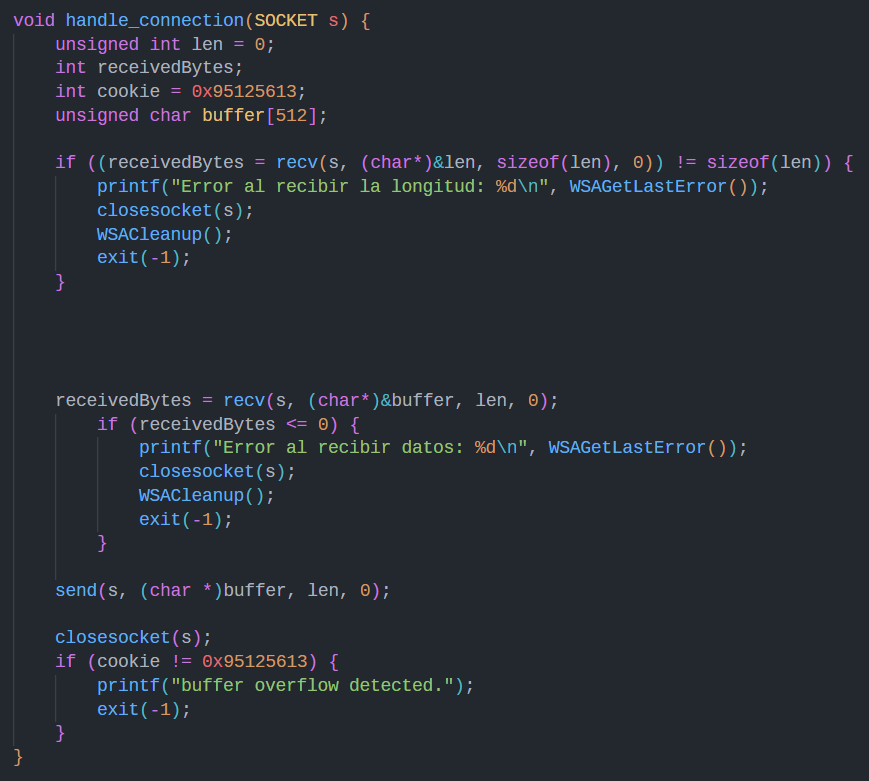 void handle_connection(SOCKET s) {
    unsigned int len = 0;
    int receivedBytes;
    int cookie = 0x95125613;
    unsigned char buffer[512];

    if ((receivedBytes = recv(s, (char*)&len, sizeof(len), 0)) != sizeof(len)) {
        printf("Error al recibir la longitud: %d\n", WSAGetLastError());
        closesocket(s);
        WSACleanup();
        exit(-1);
    }

    receivedBytes = recv(s, (char*)&buffer, len, 0);
        if (receivedBytes <= 0) {
            printf("Error al recibir datos: %d\n", WSAGetLastError());
            closesocket(s);
            WSACleanup();
            exit(-1);
        }

    send(s, (char *)buffer, len, 0);

    closesocket(s);
    if (cookie != 0x95125613) {
        printf("buffer overflow detected.");
        exit(-1);
    }
}